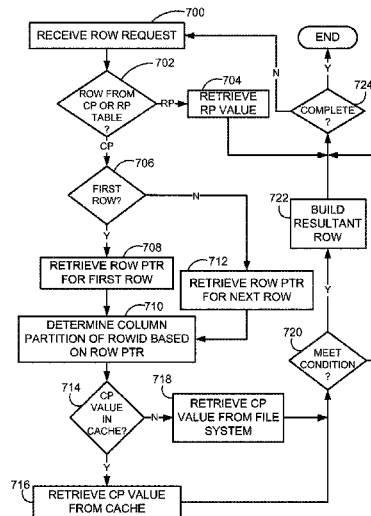 700
RECEIVE ROW REQUEST
END
702
ROW FROM
CP OR RP
TABLE
?
RP
704
RETRIEVE
RP VALUE
N
Y
724
COMPLETE
?
CP
706
FIRST
ROW?
N
Y
708
RETRIEVE ROW PTR
FOR FIRST ROW
712
RETRIEVE ROW PTR
FOR NEXT ROW
722
BUILD
RESULTANT
ROW
710
DETERMINE COLUMN
PARTITION OF ROWID BASED
ON ROW PTR
Y
720
MEET
CONDITION
?
714
CP
VALUE
IN
CACHE?
N
718
RETRIEVE CP
VALUE FROM FILE
SYSTEM
Y
716
RETRIEVE CP VALUE
FROM CACHE